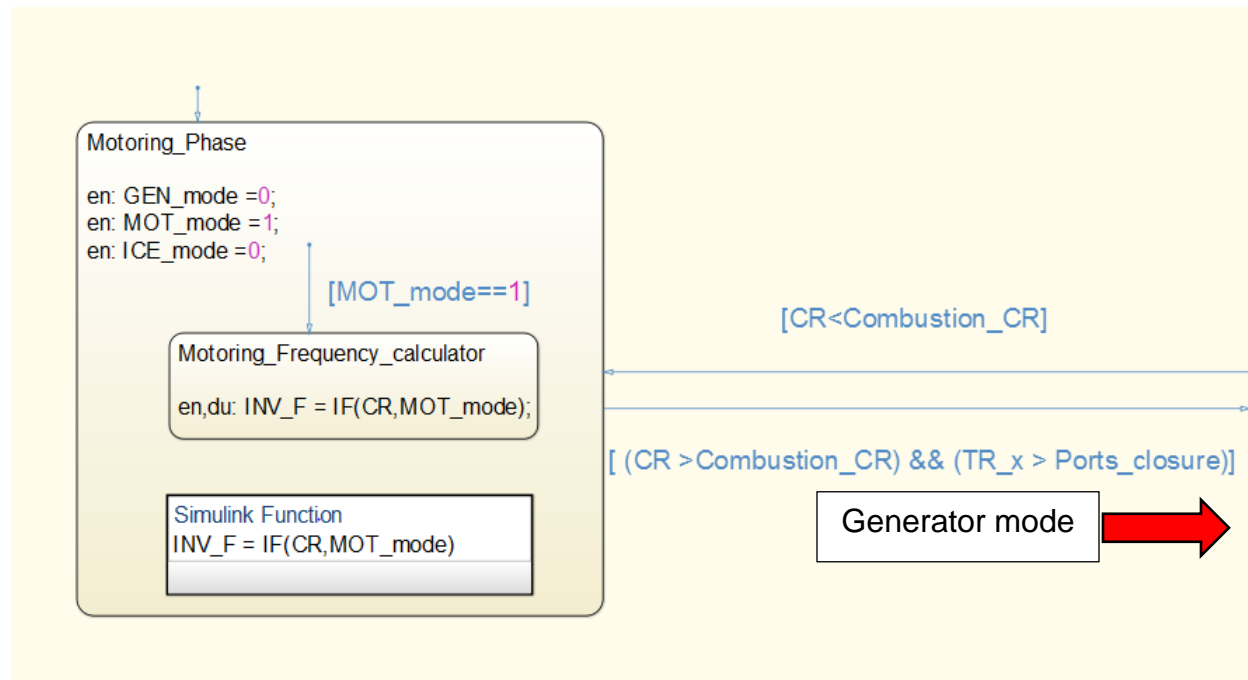 Motoring_Phase
en: GEN_mode =0;
en: MOT_mode =1;
en: ICE_mode =0;
[MOT_mode==1]
Motoring_Frequency_calculator
en,du: INV_F = IF(CR,MOT_mode);
Simulink Function
INV_F = IF(CR,MOT_mode)
[CR<Combustion_CR]
[ (CR >Combustion_CR) && (TR_x > Ports_closure)]
Generator mode